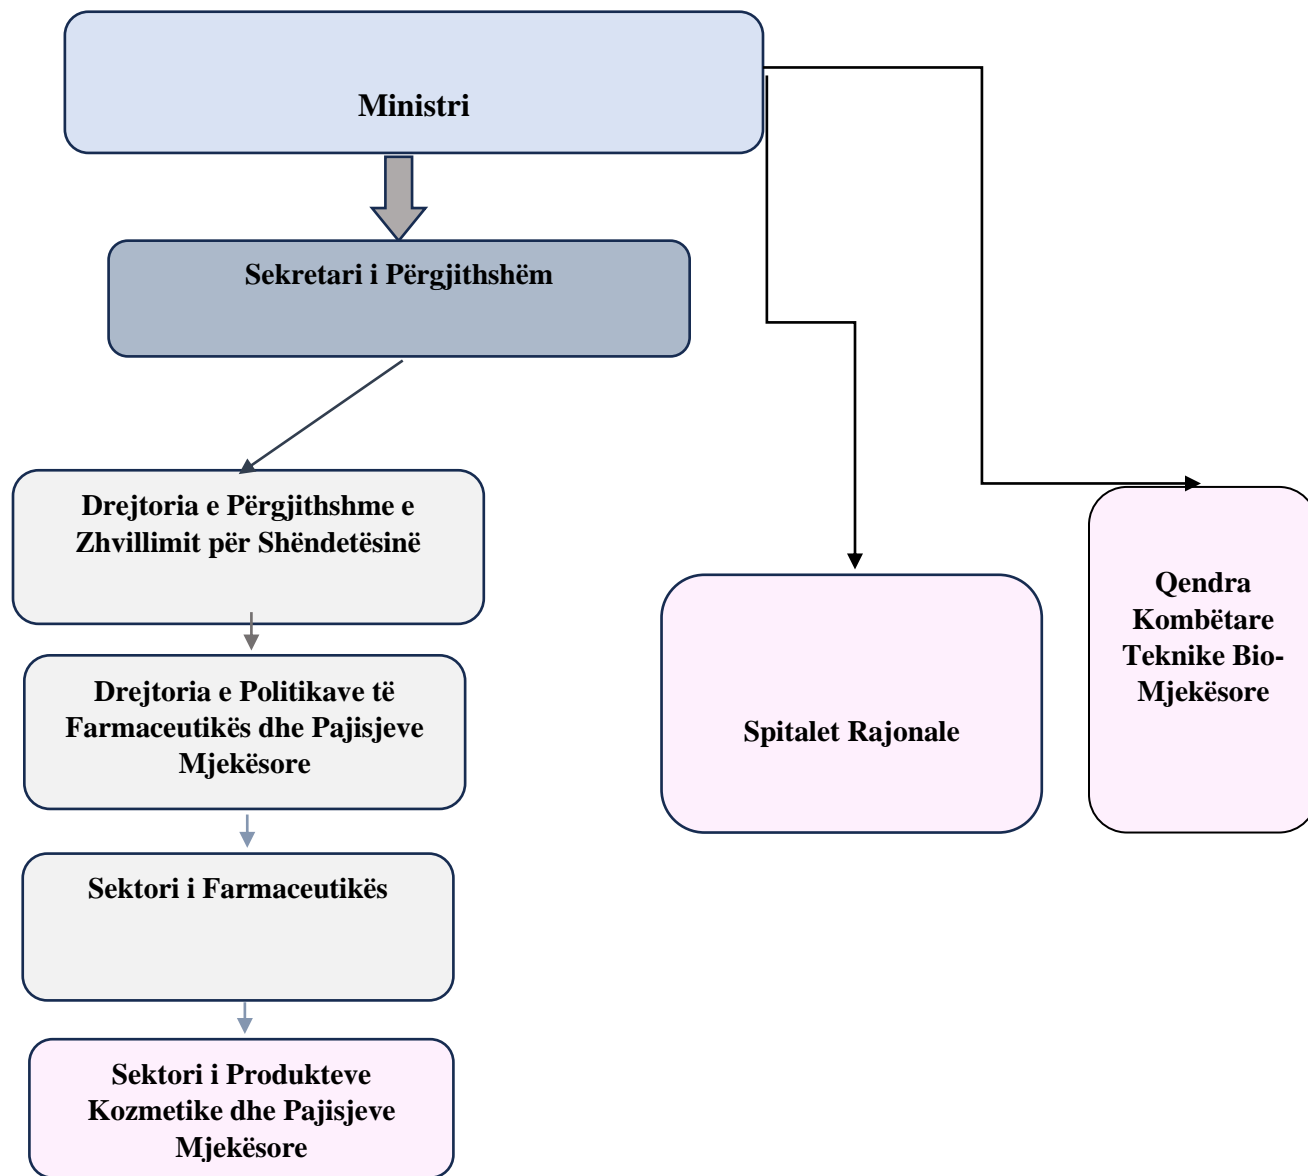 Ministri
Sekretari i Përgjithshëm
Drejtoria e Përgjithshme e
Zhvillimit për Shëndetësinë
Drejtoria e Politikave të
Farmaceutikës dhe Pajisjeve
Mjekësore
Sektori i Farmaceutikës
Sektori i Produkteve
Kozmetike dhe Pajisjeve
Mjekësore
Spitalet Rajonale
Qendra
Kombëtare
Teknike Bio-
Mjekësore